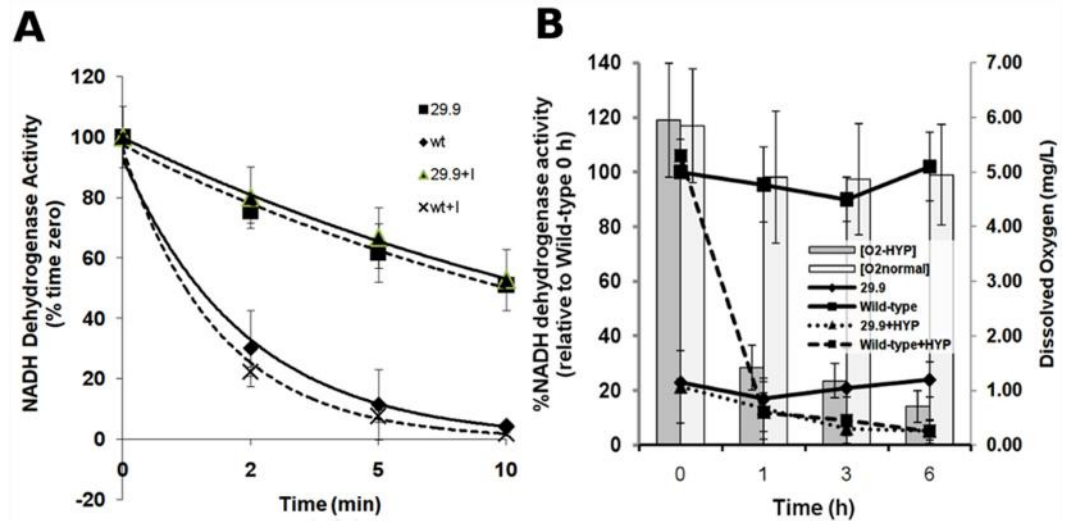 A
NADH Dehydrogenase Activity
(% time zero)
120
100
80
60
40
20
0
-20
0 2 5 10
Time (min)
29.9
wt
29.9+I
wt+I
B
%NADH dehydrogenase activity
(relative to Wild-type 0 h)
140
120
100
80
60
40
20
0
[O2-HYP]
[O2normal]
29.9
Wild-type
29.9+HYP
Wild-type+HYP
7.00
6.00
5.00
4.00
3.00
2.00
1.00
0.00
Dissolved Oxygen (mg/L)
0 1 3 6
Time (h)